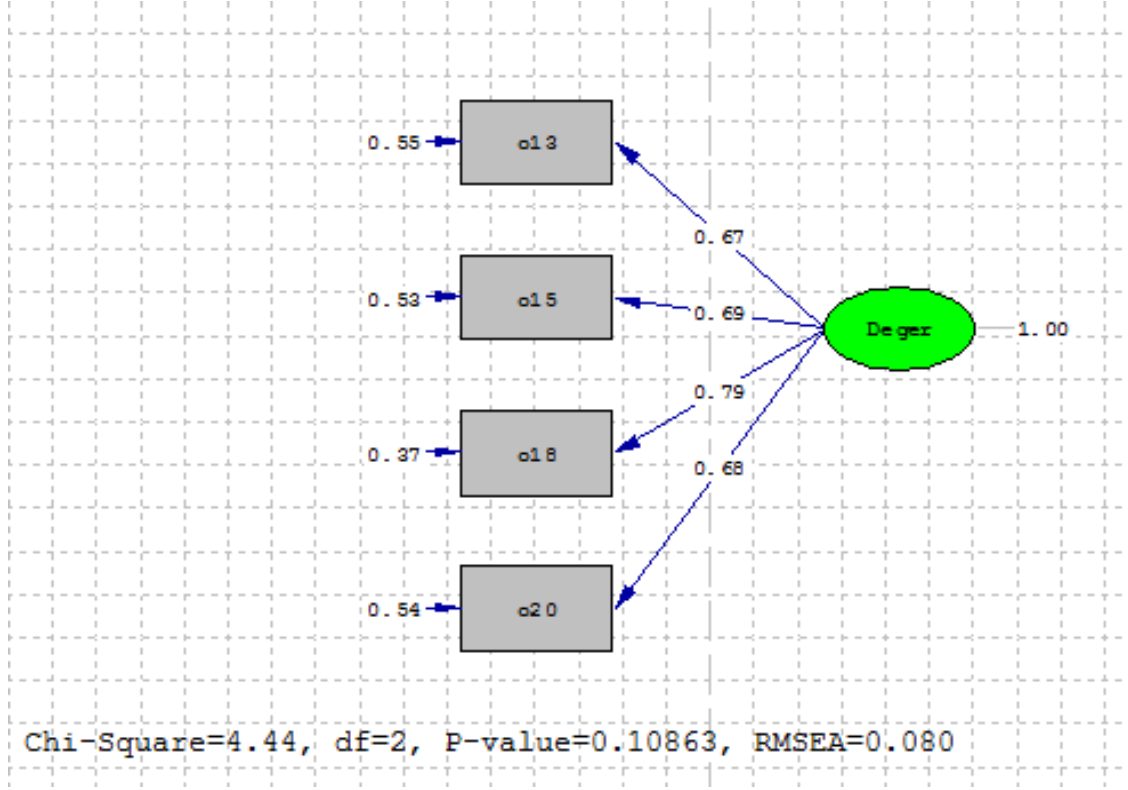 0.55
o13
0.67
0.53
o15
0.69
Deger
1.00
0.79
0.37
o18
0.68
0.54
o20
Chi-Square=4.44, df=2, P-value=0.10863, RMSEA=0.080